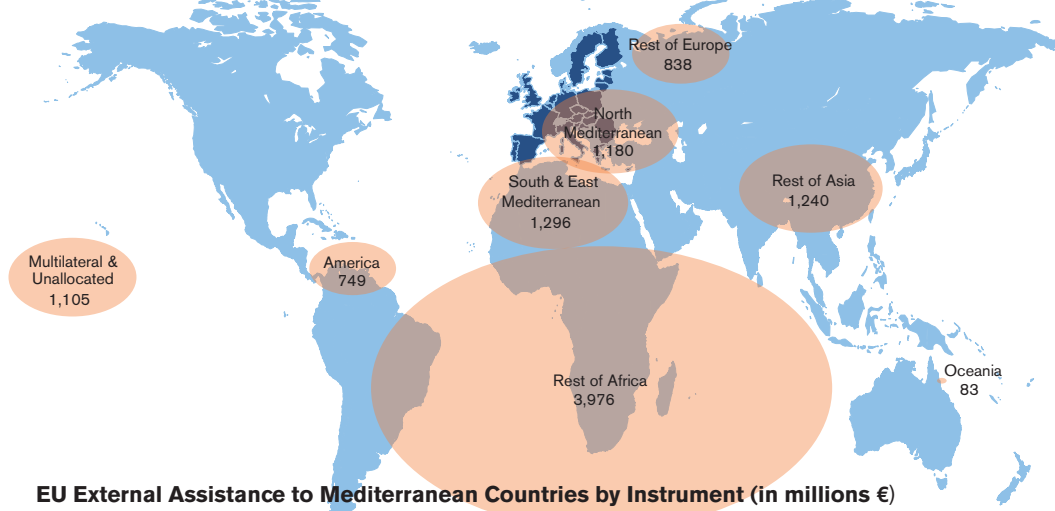 Rest of Europe
838
North
Mediterranean
1,180
South & East
Mediterranean
1,296
Rest of Asia
1,240
Multilateral &
Unallocated
1,105
America
749
Rest of Africa
3,976
Oceania
83
EU External Assistance to Mediterranean Countries by Instrument (in millions €)